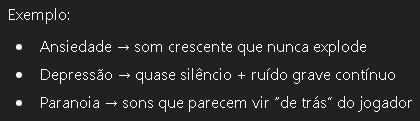 Exemplo:
• Ansiedade → som crescente que nunca explode
• Depressão → quase silêncio + ruído grave contínuo
• Paranoia → sons que parecem vir “de trás” do jogador